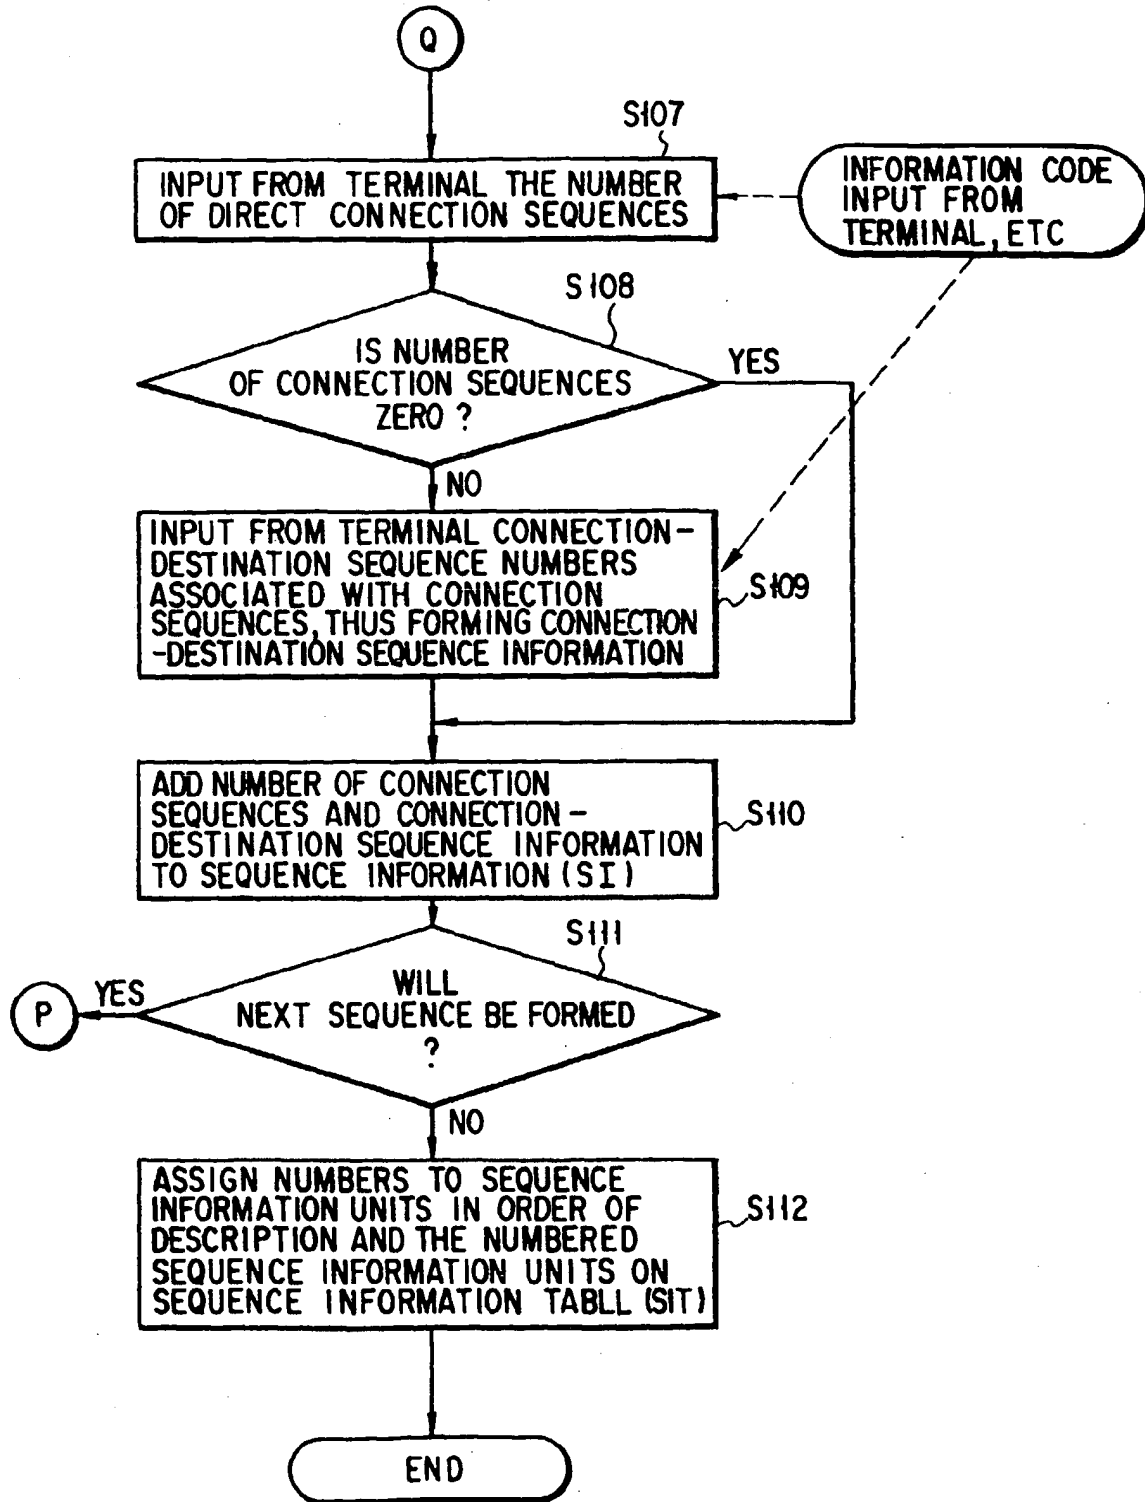 Q
S107
INPUT FROM TERMINAL THE NUMBER
OF DIRECT CONNECTION SEQUENCES
INFORMATION CODE
INPUT FROM
TERMINAL, ETC
S108
IS NUMBER
OF CONNECTION SEQUENCES
ZERO ?
YES
NO
INPUT FROM TERMINAL CONNECTION-
DESTINATION SEQUENCE NUMBERS
ASSOCIATED WITH CONNECTION
SEQUENCES, THUS FORMING CONNECTION
-DESTINATION SEQUENCE INFORMATION
S109
ADD NUMBER OF CONNECTION
SEQUENCES AND CONNECTION-
DESTINATION SEQUENCE INFORMATION
TO SEQUENCE INFORMATION (SI)
S110
S111
WILL
NEXT SEQUENCE BE FORMED
?
YES
P
NO
ASSIGN NUMBERS TO SEQUENCE
INFORMATION UNITS IN ORDER OF
DESCRIPTION AND THE NUMBERED
SEQUENCE INFORMATION UNITS ON
SEQUENCE INFORMATION TABLL (SIT)
S112
END